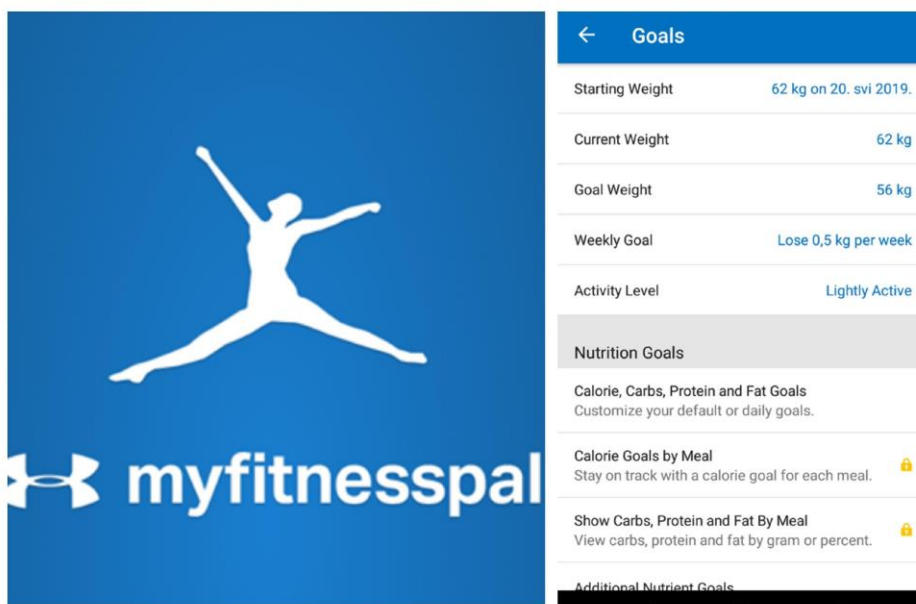 myfitnesspal
Goals
Starting Weight 62 kg on 20. svi 2019.
Current Weight 62 kg
Goal Weight 56 kg
Weekly Goal Lose 0,5 kg per week
Activity Level Lightly Active
Nutrition Goals
Calorie, Carbs, Protein and Fat Goals
Customize your default or daily goals.
Calorie Goals by Meal
Stay on track with a calorie goal for each meal.
Show Carbs, Protein and Fat By Meal
View carbs, protein and fat by gram or percent.
Additional Nutrient Goals